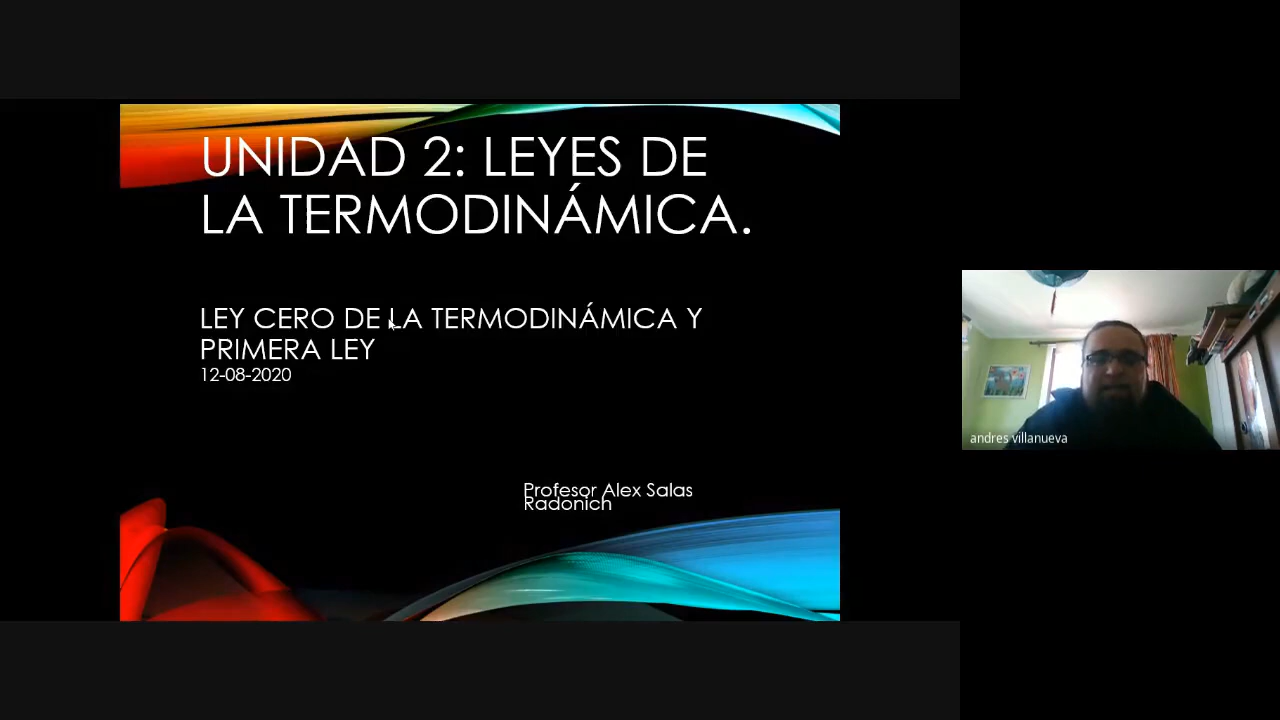 UNIDAD 2: LEYES DE
LA TERMODINÁMICA.
LEY CERO DE LA TERMODINÁMICA Y
PRIMERA LEY
12-08-2020
Profesor Alex Salas
Radonich
andres villanueva